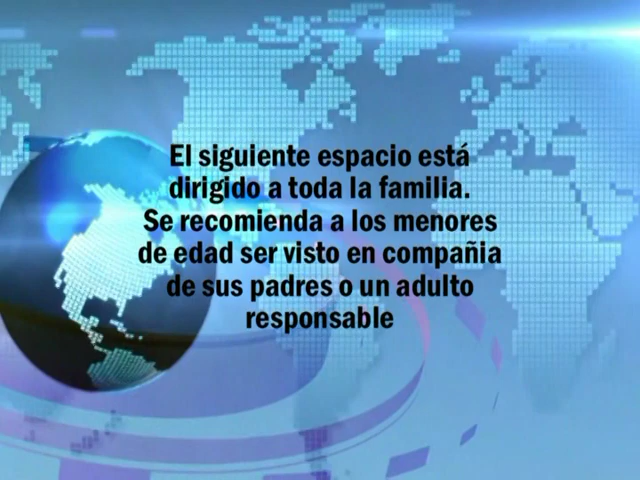 El siguiente espacio está
dirigido a toda la familia.
Se recomienda a los menores
de edad ser visto en compañia
de sus padres o un adulto
responsable